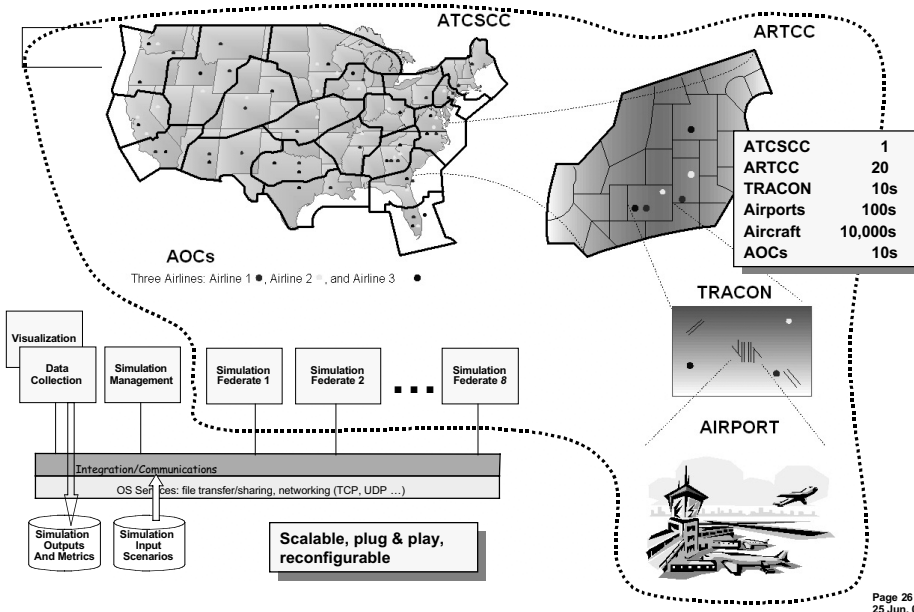 ATCSCC
ARTCC
ATCSCC 1
ARTCC 20
TRACON 10s
Airports 100s
Aircraft 10,000s
AOCs 10s
AOCs
Three Airlines: Airline 1 , Airline 2 , and Airline 3
TRACON
Visualization
Data
Collection
Simulation
Management
Simulation
Federate 1
Simulation
Federate 2
Simulation
Federate 8
AIRPORT
Integration/Communications
OS Services: file transfer/sharing, networking (TCP, UDP …)
Simulation
Outputs
And Metrics
Simulation
Input
Scenarios
Scalable, plug & play,
reconfigurable
Page 26
25 Jun,